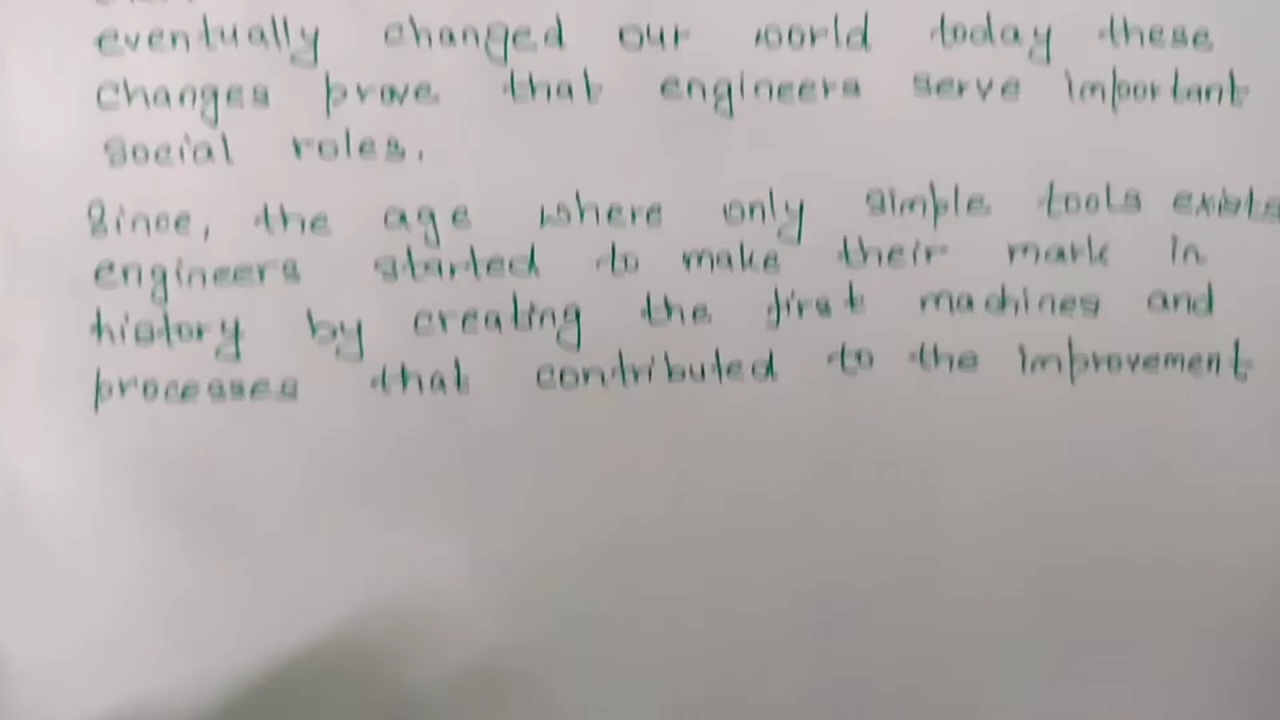 eventually changed our world today these
changes prove that engineers serve important
social roles.
Since, the age where only simple tools exists
engineers started to make their mark in
history by creating the first machines and
processes that contributed to the improvement